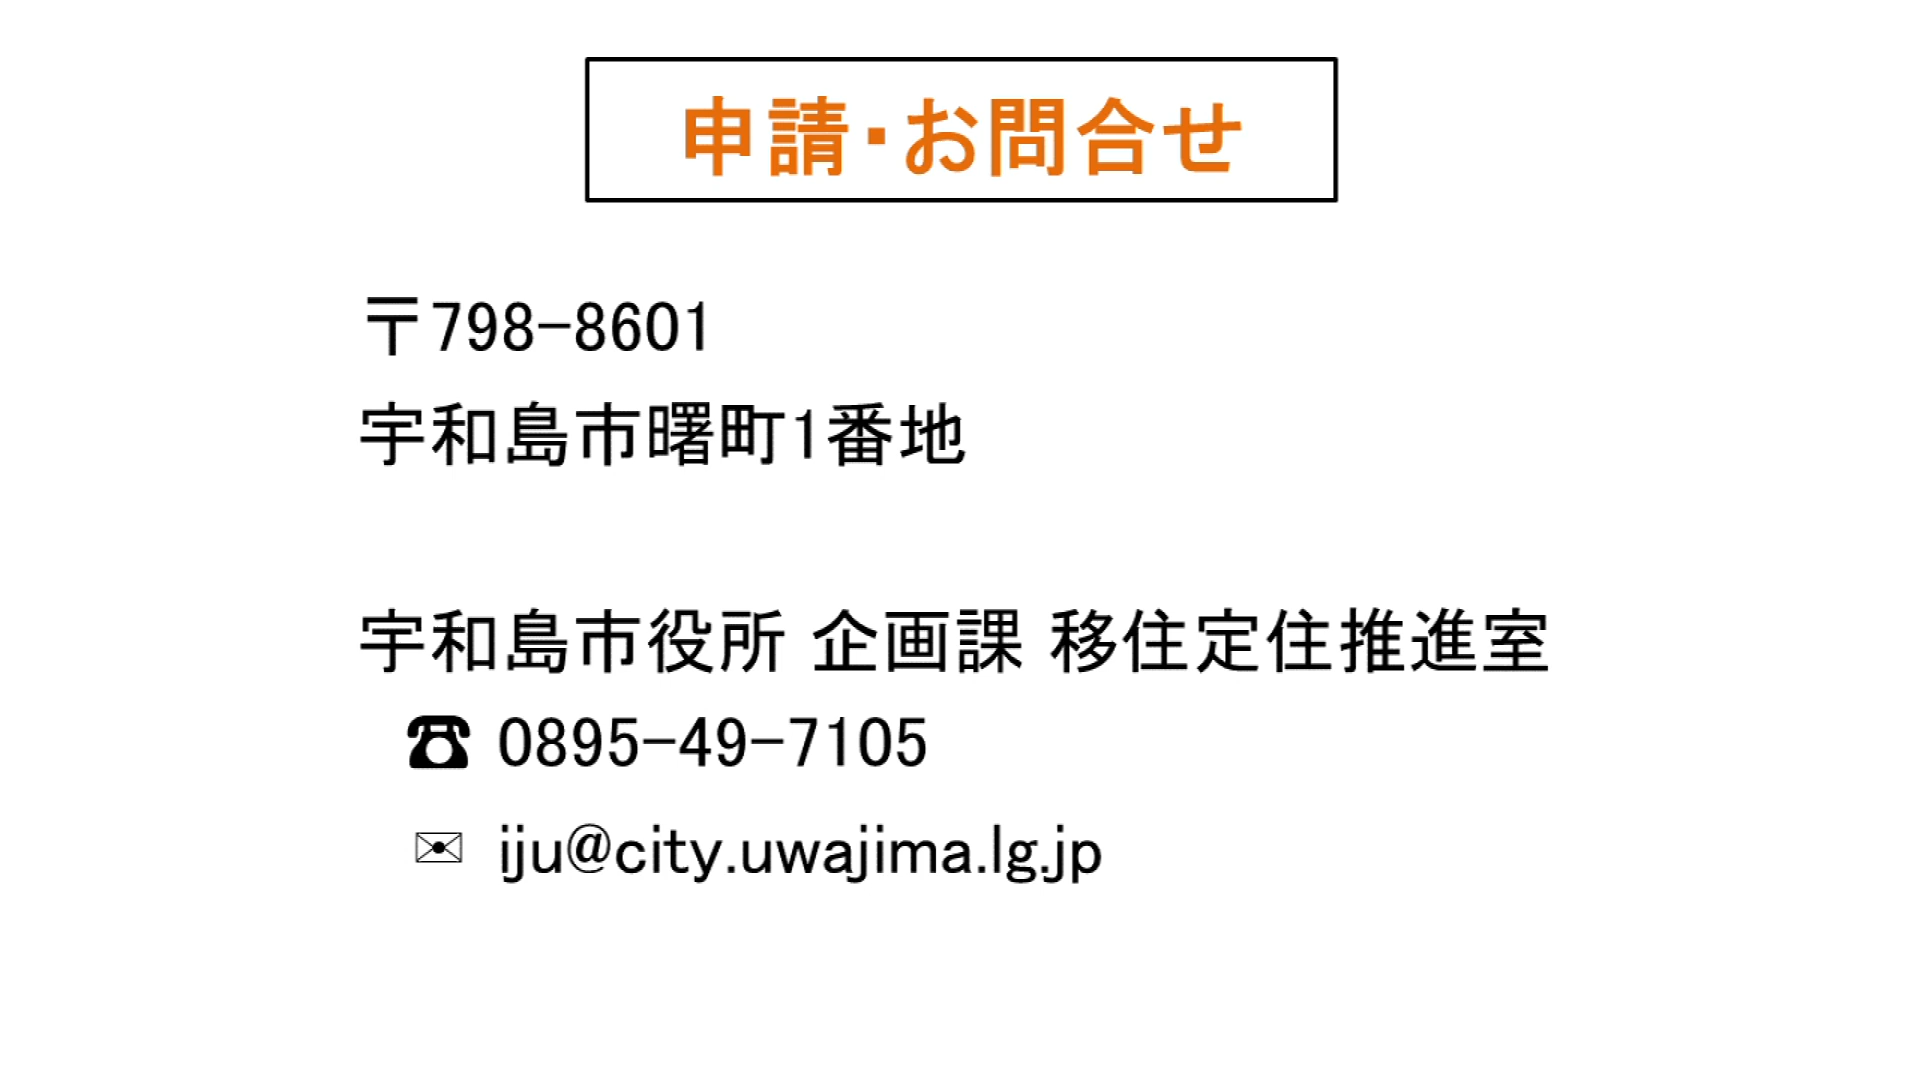 申請・お問合せ
〒798-8601
宇和島市曙町1番地
宇和島市役所 企画課 移住定住推進室
☎ 0895-49-7105
✉ iju@city.uwajima.lg.jp